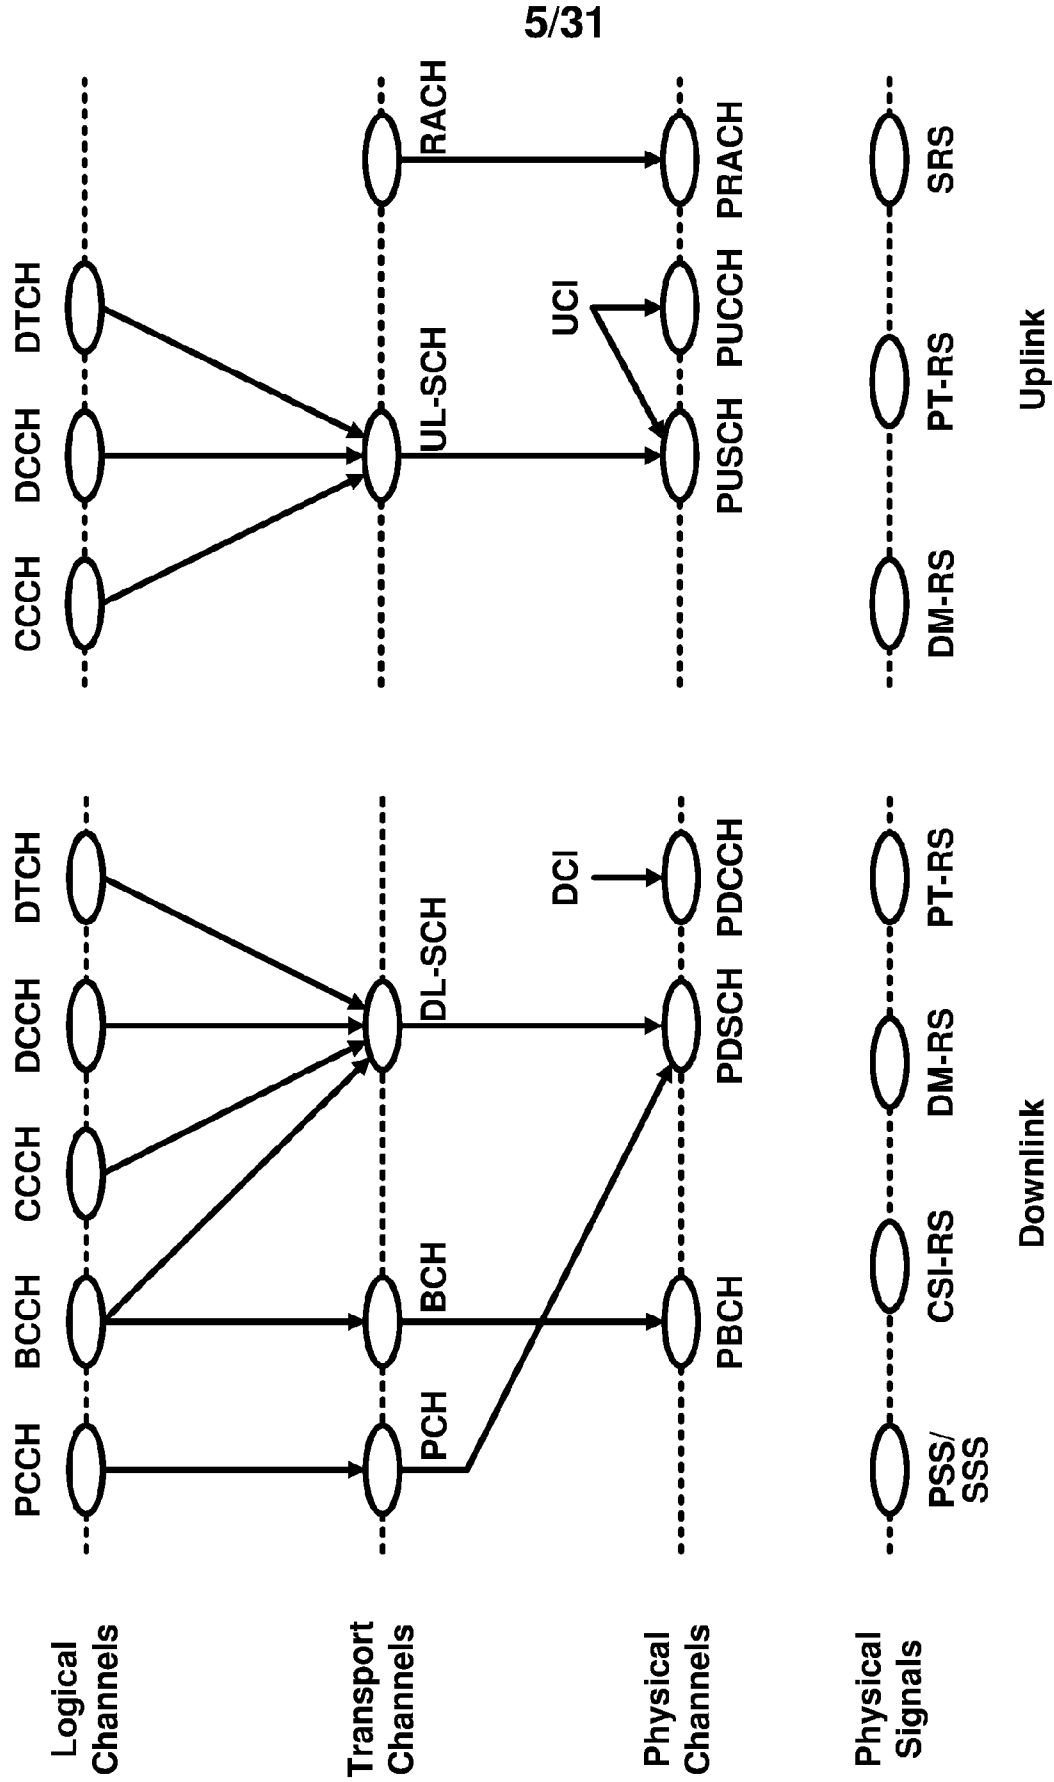 5/31
Logical
Channels
PCCH
BCCH
CCCH
DCCH
DTCH
CCCH
DCCH
DTCH
Transport
Channels
PCH
BCH
DL-SCH
UL-SCH
RACH
DCI
UCI
Physical
Channels
PBCH
PDSCH
PDCCH
PUSCH
PUCCH
PRACH
Physical
Signals
PSS/
SSS
CSI-RS
DM-RS
PT-RS
DM-RS
PT-RS
SRS
Downlink
Uplink